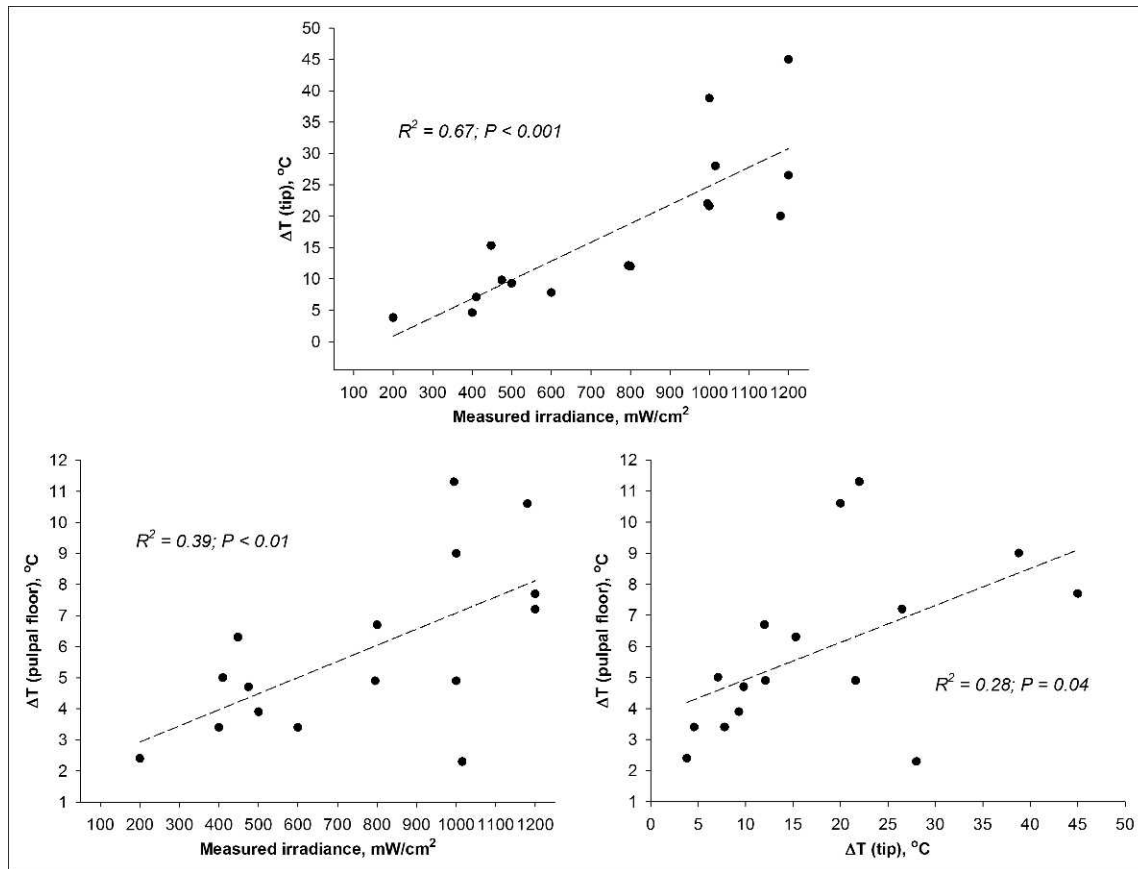 50
45
40
35
30
25
20
15
10
5
0
ΔT (tip), °C
R² = 0.67; P < 0.001
100 200 300 400 500 600 700 800 900 1000 1100 1200
Measured irradiance, mW/cm²
12
11
10
9
8
7
6
5
4
3
2
1
ΔT (pulpal floor), °C
R² = 0.39; P < 0.01
100 200 300 400 500 600 700 800 900 1000 1100 1200
Measured irradiance, mW/cm²
12
11
10
9
8
7
6
5
4
3
2
1
ΔT (pulpal floor), °C
R² = 0.28; P = 0.04
0 5 10 15 20 25 30 35 40 45 50
ΔT (tip), °C